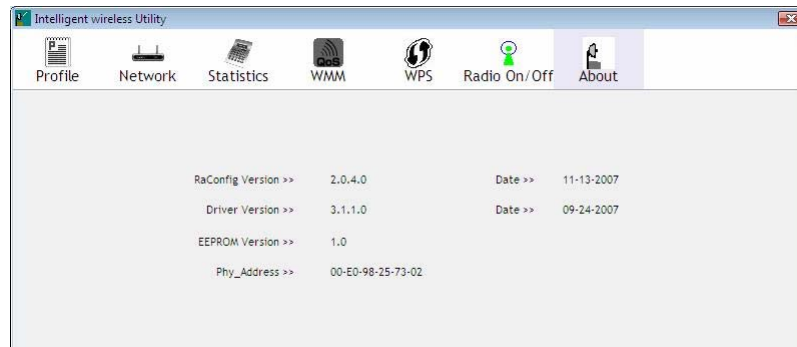 Intelligent wireless Utility
Profile Network Statistics QoS WMM WPS Radio On/Off About
RaConfig Version >> 2.0.4.0 Date >> 11-13-2007
Driver Version >> 3.1.1.0 Date >> 09-24-2007
EEPROM Version >> 1.0
Phy_Address >> 00-E0-98-25-73-02